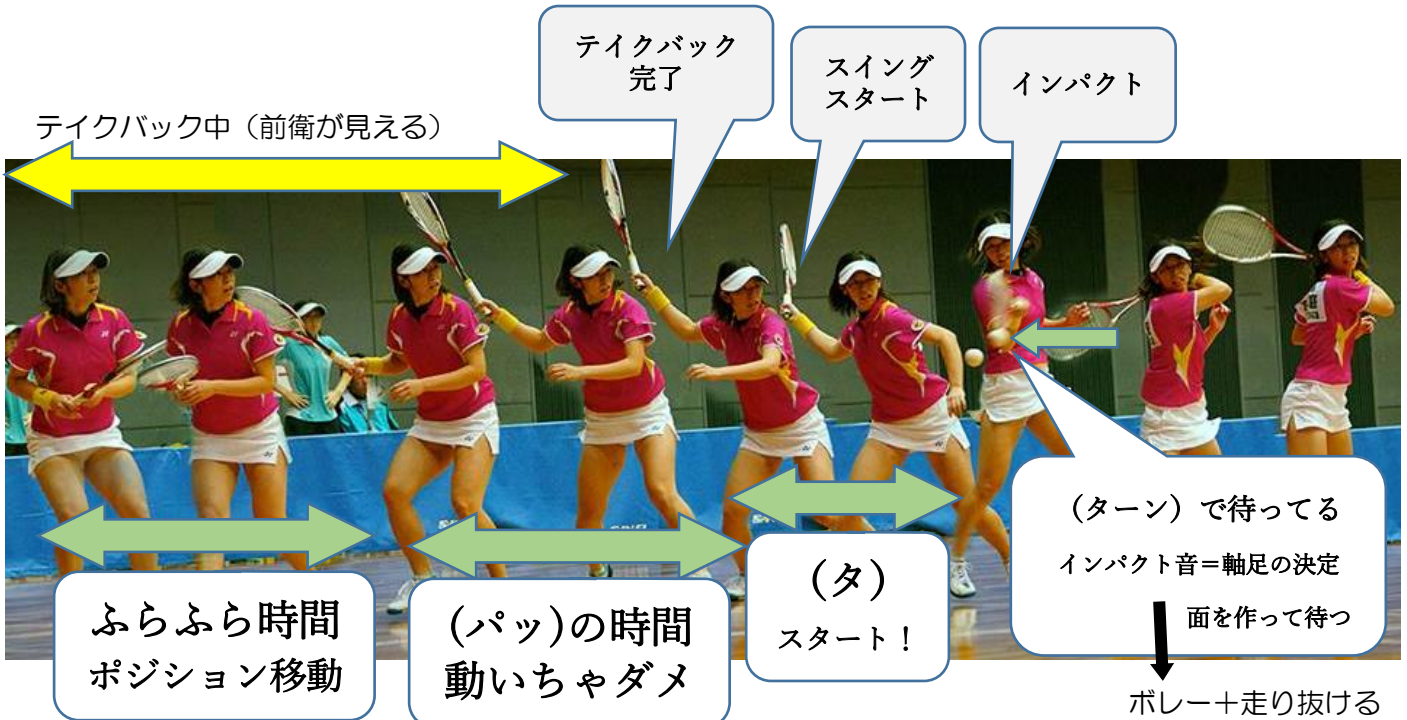 テイクバック
完了
スイング
スタート
インパクト
テイクバック中（前衛が見える）
ふらふら時間
ポジション移動
(パッ)の時間
動いちゃダメ
(タ)
スタート！
（ターン）で待ってる
インパクト音＝軸足の決定
面を作って待つ
ボレー＋走り抜ける